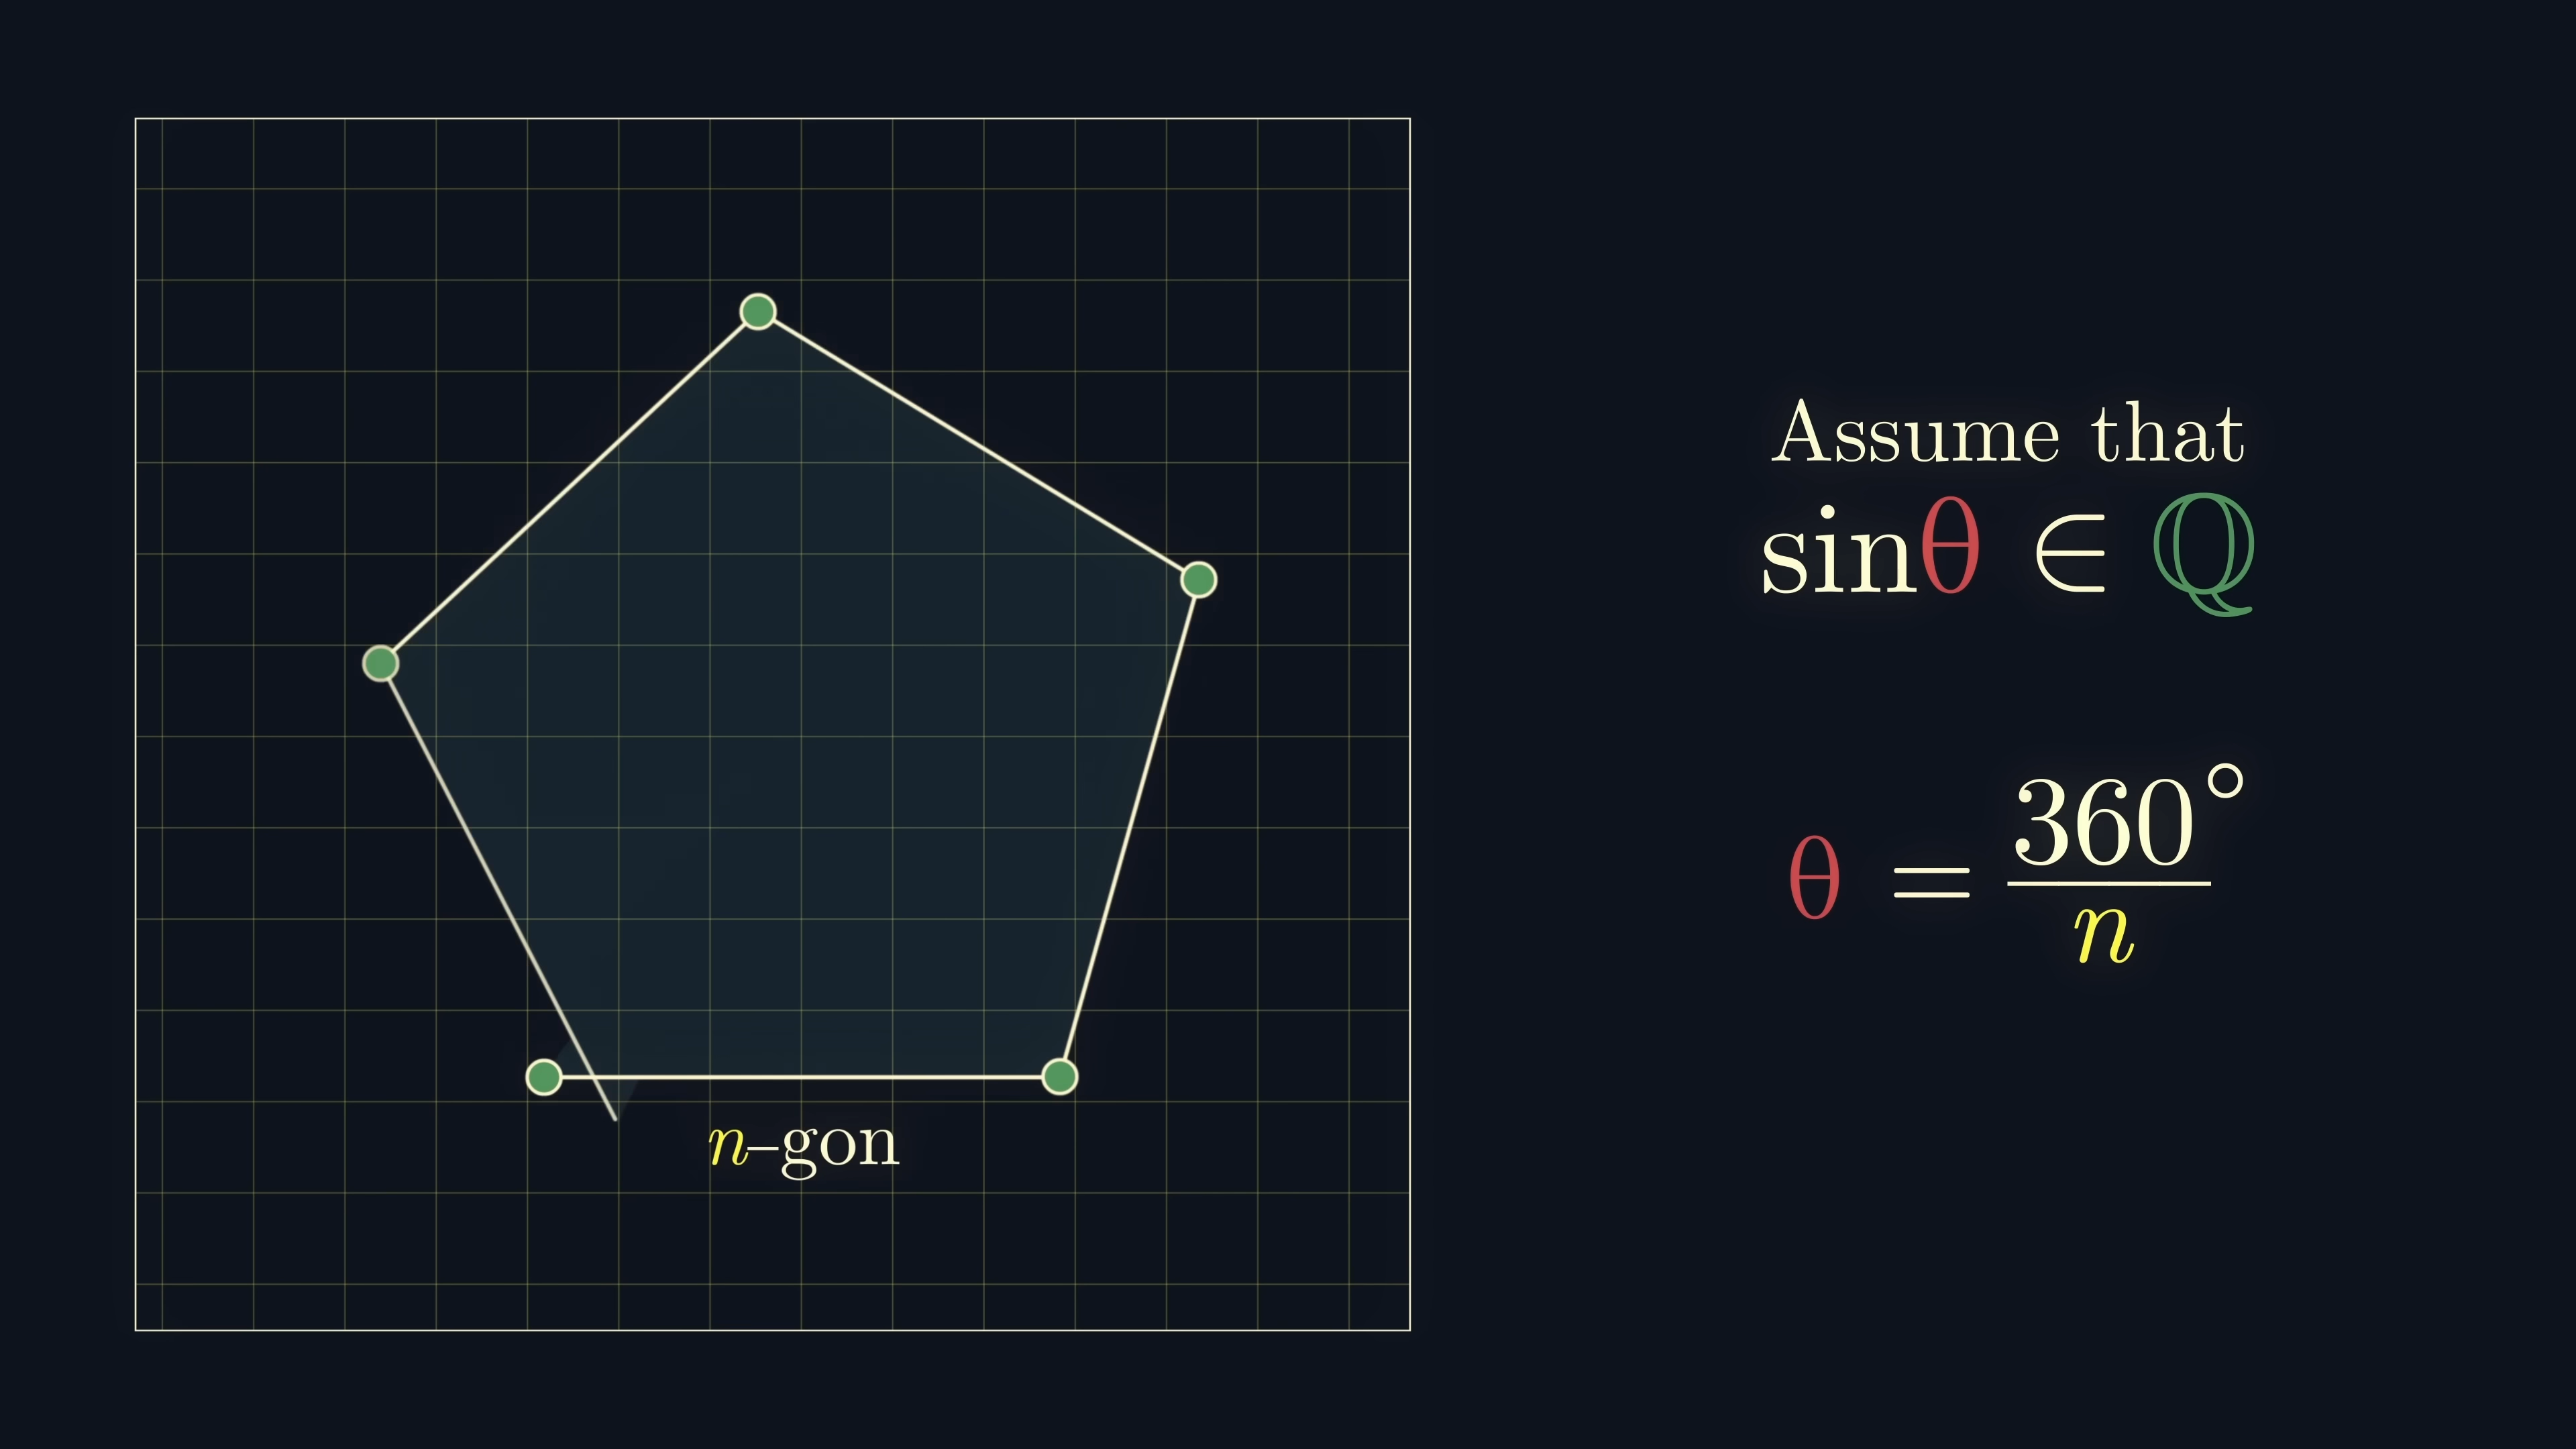 Assume that
sinθ ∈ ℚ
θ = 360° / n
n–gon